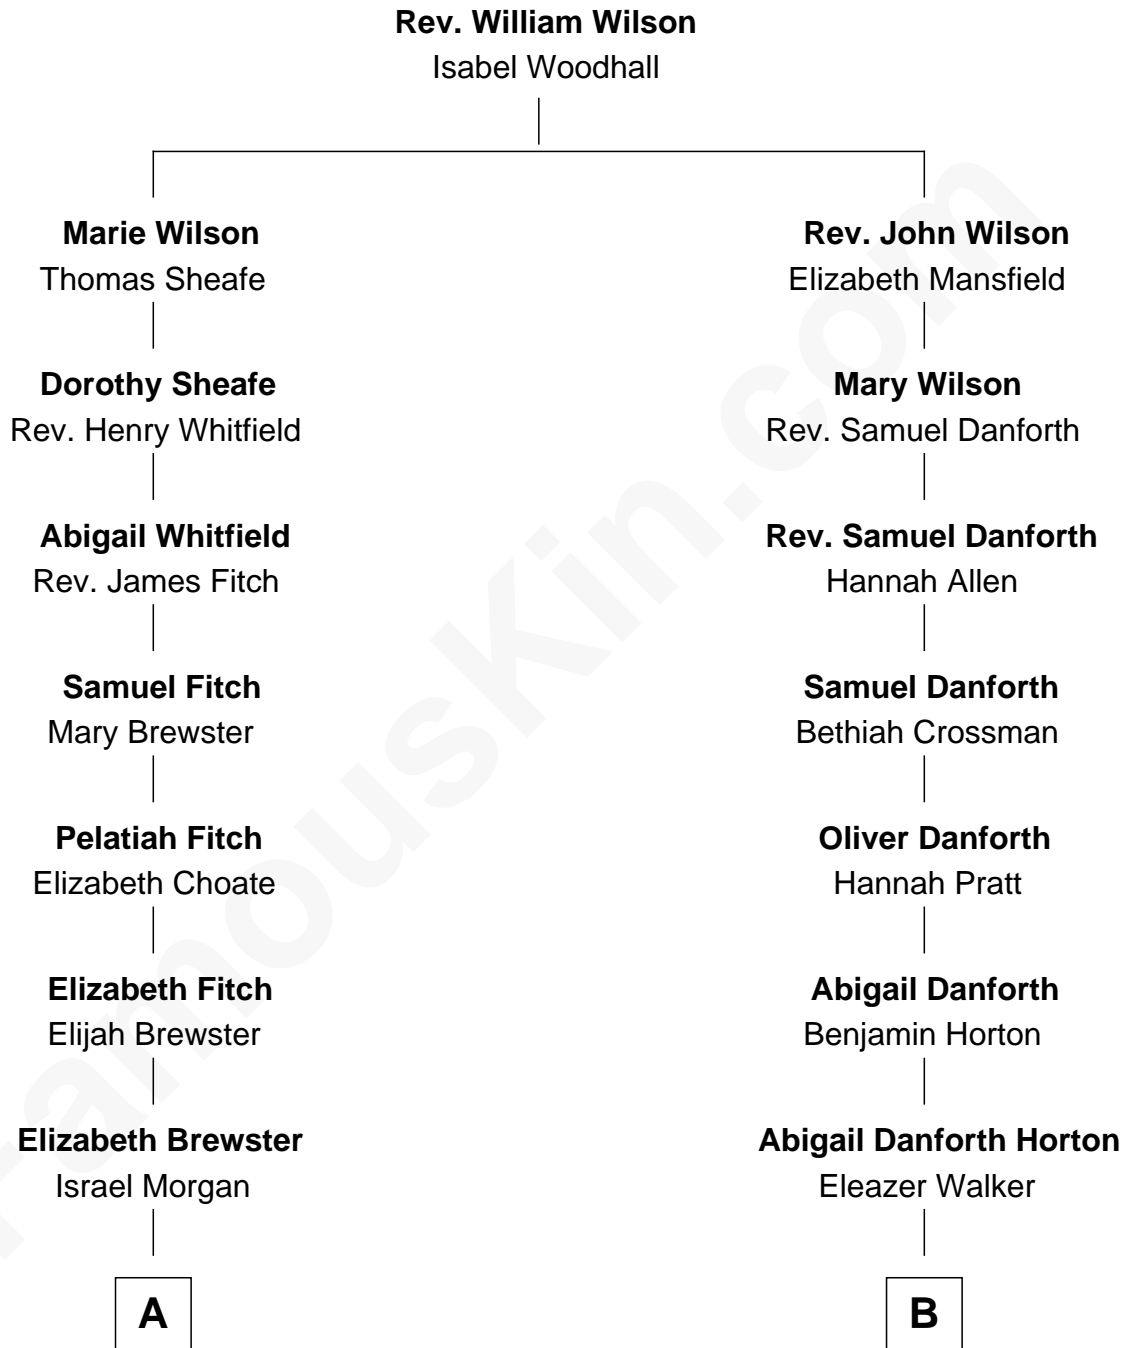 Rev. William Wilson
Isabel Woodhall
Marie Wilson
Thomas Sheafe
Rev. John Wilson
Elizabeth Mansfield
Dorothy Sheafe
Rev. Henry Whitfield
Mary Wilson
Rev. Samuel Danforth
Abigail Whitfield
Rev. James Fitch
Rev. Samuel Danforth
Hannah Allen
Samuel Fitch
Mary Brewster
Samuel Danforth
Bethiah Crossman
Pelatiah Fitch
Elizabeth Choate
Oliver Danforth
Hannah Pratt
Elizabeth Fitch
Elijah Brewster
Abigail Danforth
Benjamin Horton
Elizabeth Brewster
Israel Morgan
Abigail Danforth Horton
Eleazer Walker
A
B
FamousKin.com